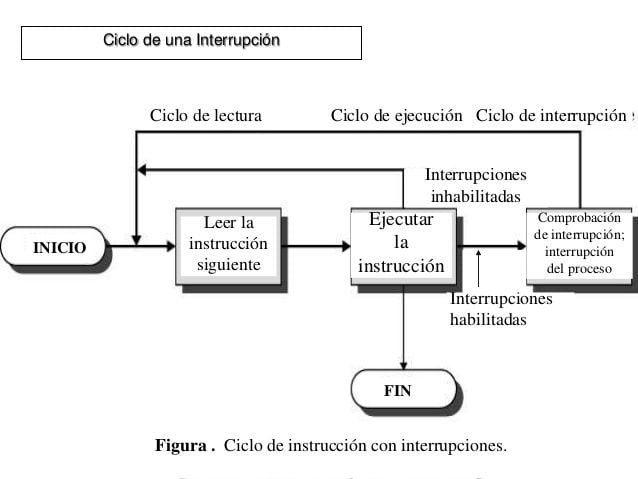 Ciclo de una Interrupción
Ciclo de lectura
Ciclo de ejecución
Ciclo de interrupción
Interrupciones
inhabilitadas
INICIO
Leer la
instrucción
siguiente
Ejecutar
la
instrucción
Comprobación
de interrupción;
interrupción
del proceso
Interrupciones
habilitadas
FIN
Figura . Ciclo de instrucción con interrupciones.